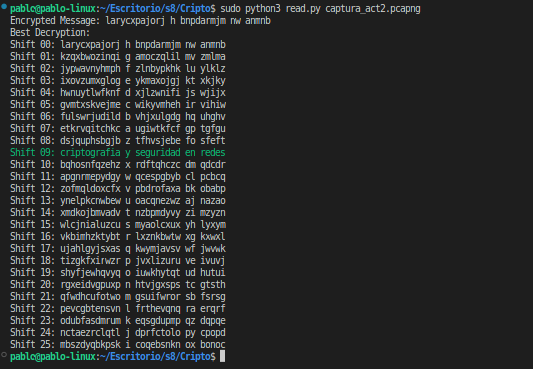 pablo@pablo-linux:~/Escritorio/s8/Cripto$ sudo python3 read.py captura_act2.pcapng
Encrypted Message: larycxpajorj h bnpdarmjm nw anmnb
Best Decryption:
Shift 00: larycxpajorj h bnpdarmjm nw anmnb
Shift 01: kzqxbwozinqi g amoczqlil mv zmlma
Shift 02: jypwavnyhmph f zlnbypkhk lu ylklz
Shift 03: ixovzumxglog e ykmaxojgj kt xkjky
Shift 04: hwnuytlwfknf d xjlzwnifi js wjijx
Shift 05: gvmtxskvejme c wikyvmheh ir vihiw
Shift 06: fulswrjudild b vhjxulgdg hq uhghv
Shift 07: etkrvqitchkc a ugiwtkfcf gp tgfgu
Shift 08: dsjquphsbgjb z tfhvsjebe fo sfeft
Shift 09: criptografia y seguridad en redes
Shift 10: bqhosnfqzehz x rdftqhczc dm qdcdr
Shift 11: apgnrmepydgy w qcespgbyb cl pcbcq
Shift 12: zofmqldoxcfx v pbdrofaxa bk obabp
Shift 13: ynelpkcnwbew u oacqnezwz aj nazao
Shift 14: xmdkojbmvadv t nzbpmdyvy zi mzyzn
Shift 15: wlcjnialuzcu s myaolcxux yh lyxym
Shift 16: vkbimhzktybt r lxznkbwtw xg kxwxl
Shift 17: ujahlgyjsxas q kwymjavsv wf jwvwk
Shift 18: tizgkfxirwzr p jvxlizuru ve ivuvj
Shift 19: shyfjewhqvyq o iuwkhytqt ud hutui
Shift 20: rgxeidvgpuxp n htvjgxsps tc gtsth
Shift 21: qfwdhcufotwo m gsuifwror sb fsrsg
Shift 22: pevcgbtensvn l frthevqnq ra erqrf
Shift 23: odubfasdmrum k eqsgdupmp qz dqpqe
Shift 24: nctaezrclqtl j dprfctolo py cpopd
Shift 25: mbszdyqbkpsk i coqebsnkn ox bonoc
pablo@pablo-linux:~/Escritorio/s8/Cripto$